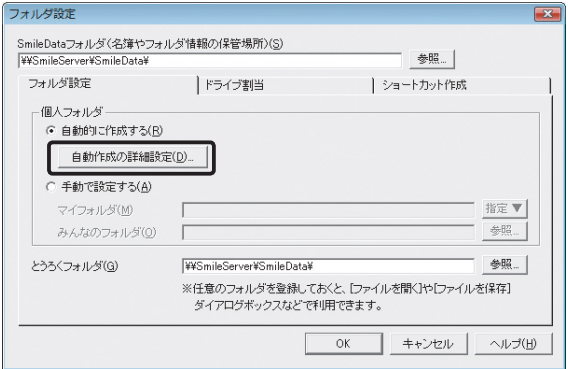 フォルダ設定
SmileDataフォルダ(名簿やフォルダ情報の保管場所)(S)
¥¥SmileServer¥SmileData¥ 参照...
フォルダ設定 ドライブ割当 ショートカット作成
個人フォルダ
自動的に作成する(R)
自動作成の詳細設定(D)...
手動で設定する(A)
マイフォルダ(M) 指定 ▼
みんなのフォルダ(O) 参照...
とうろくフォルダ(G) ¥¥SmileServer¥SmileData¥ 参照...
※任意のフォルダを登録しておくと、[ファイルを開く]や[ファイルを保存]
ダイアログボックスなどで利用できます。
OK キャンセル ヘルプ(H)